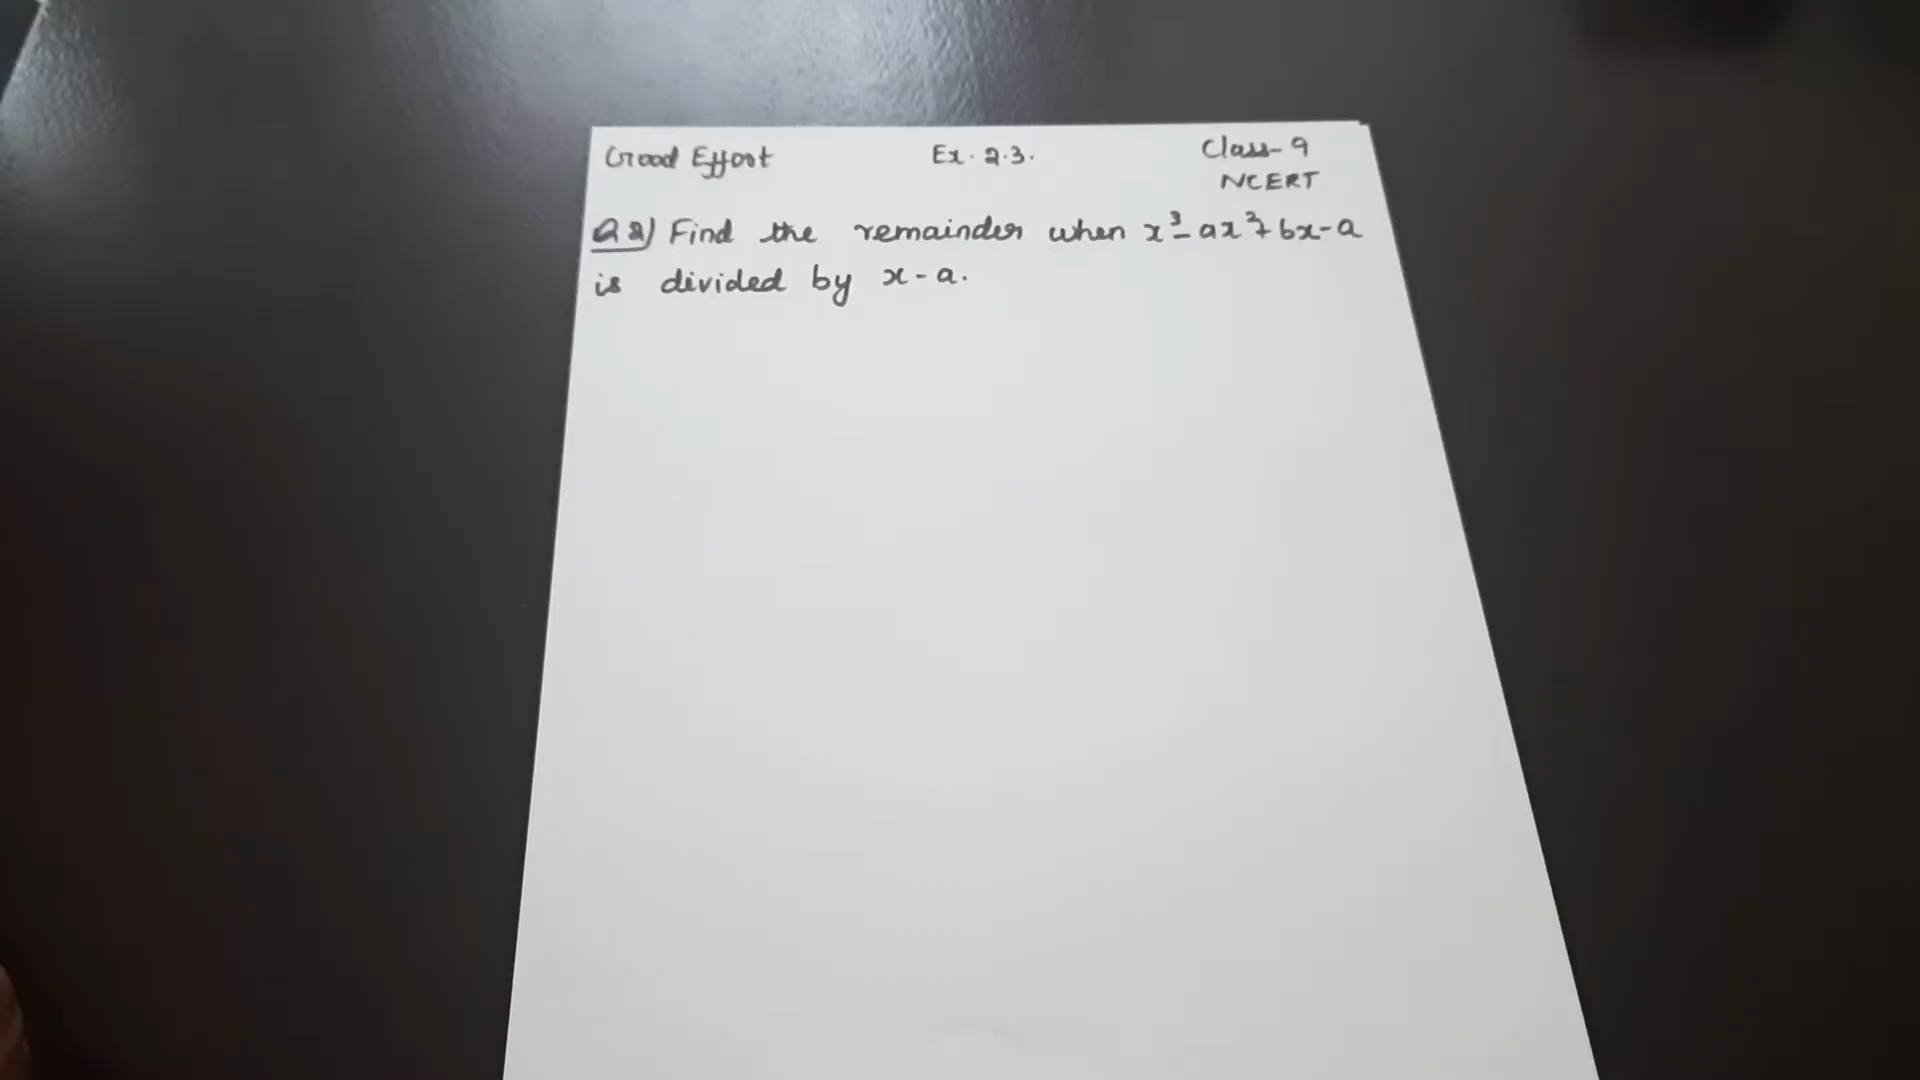 Good Effort Ex. 2.3. Class-9
NCERT
Q2) Find the remainder when x³-ax²+6x-a
is divided by x-a.